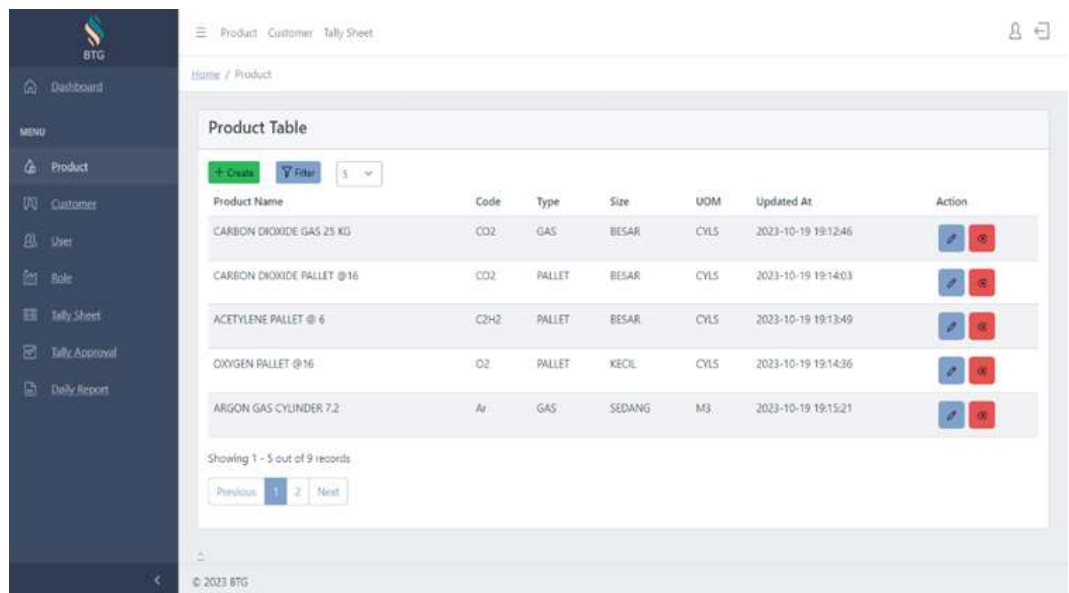 BTG
Dashboard
MENU
Product
Customer
User
Role
Tally Sheet
Tally Approval
Daily Report
Product Customer Tally Sheet
Home / Product
Product Table
+ Create Filter 5
Product Name Code Type Size UOM Updated At Action
CARBON DIOXIDE GAS 25 KG CO2 GAS BESAR CYLS 2023-10-19 19:12:46
CARBON DIOXIDE PALLET @16 CO2 PALLET BESAR CYLS 2023-10-19 19:14:03
ACETYLENE PALLET @ 6 C2H2 PALLET BESAR CYLS 2023-10-19 19:13:49
OXYGEN PALLET @16 O2 PALLET KECIL CYLS 2023-10-19 19:14:36
ARGON GAS CYLINDER 7.2 Ar GAS SEDANG M3 2023-10-19 19:15:21
Showing 1 - 5 out of 9 records
Previous 1 2 Next
© 2023 BTG